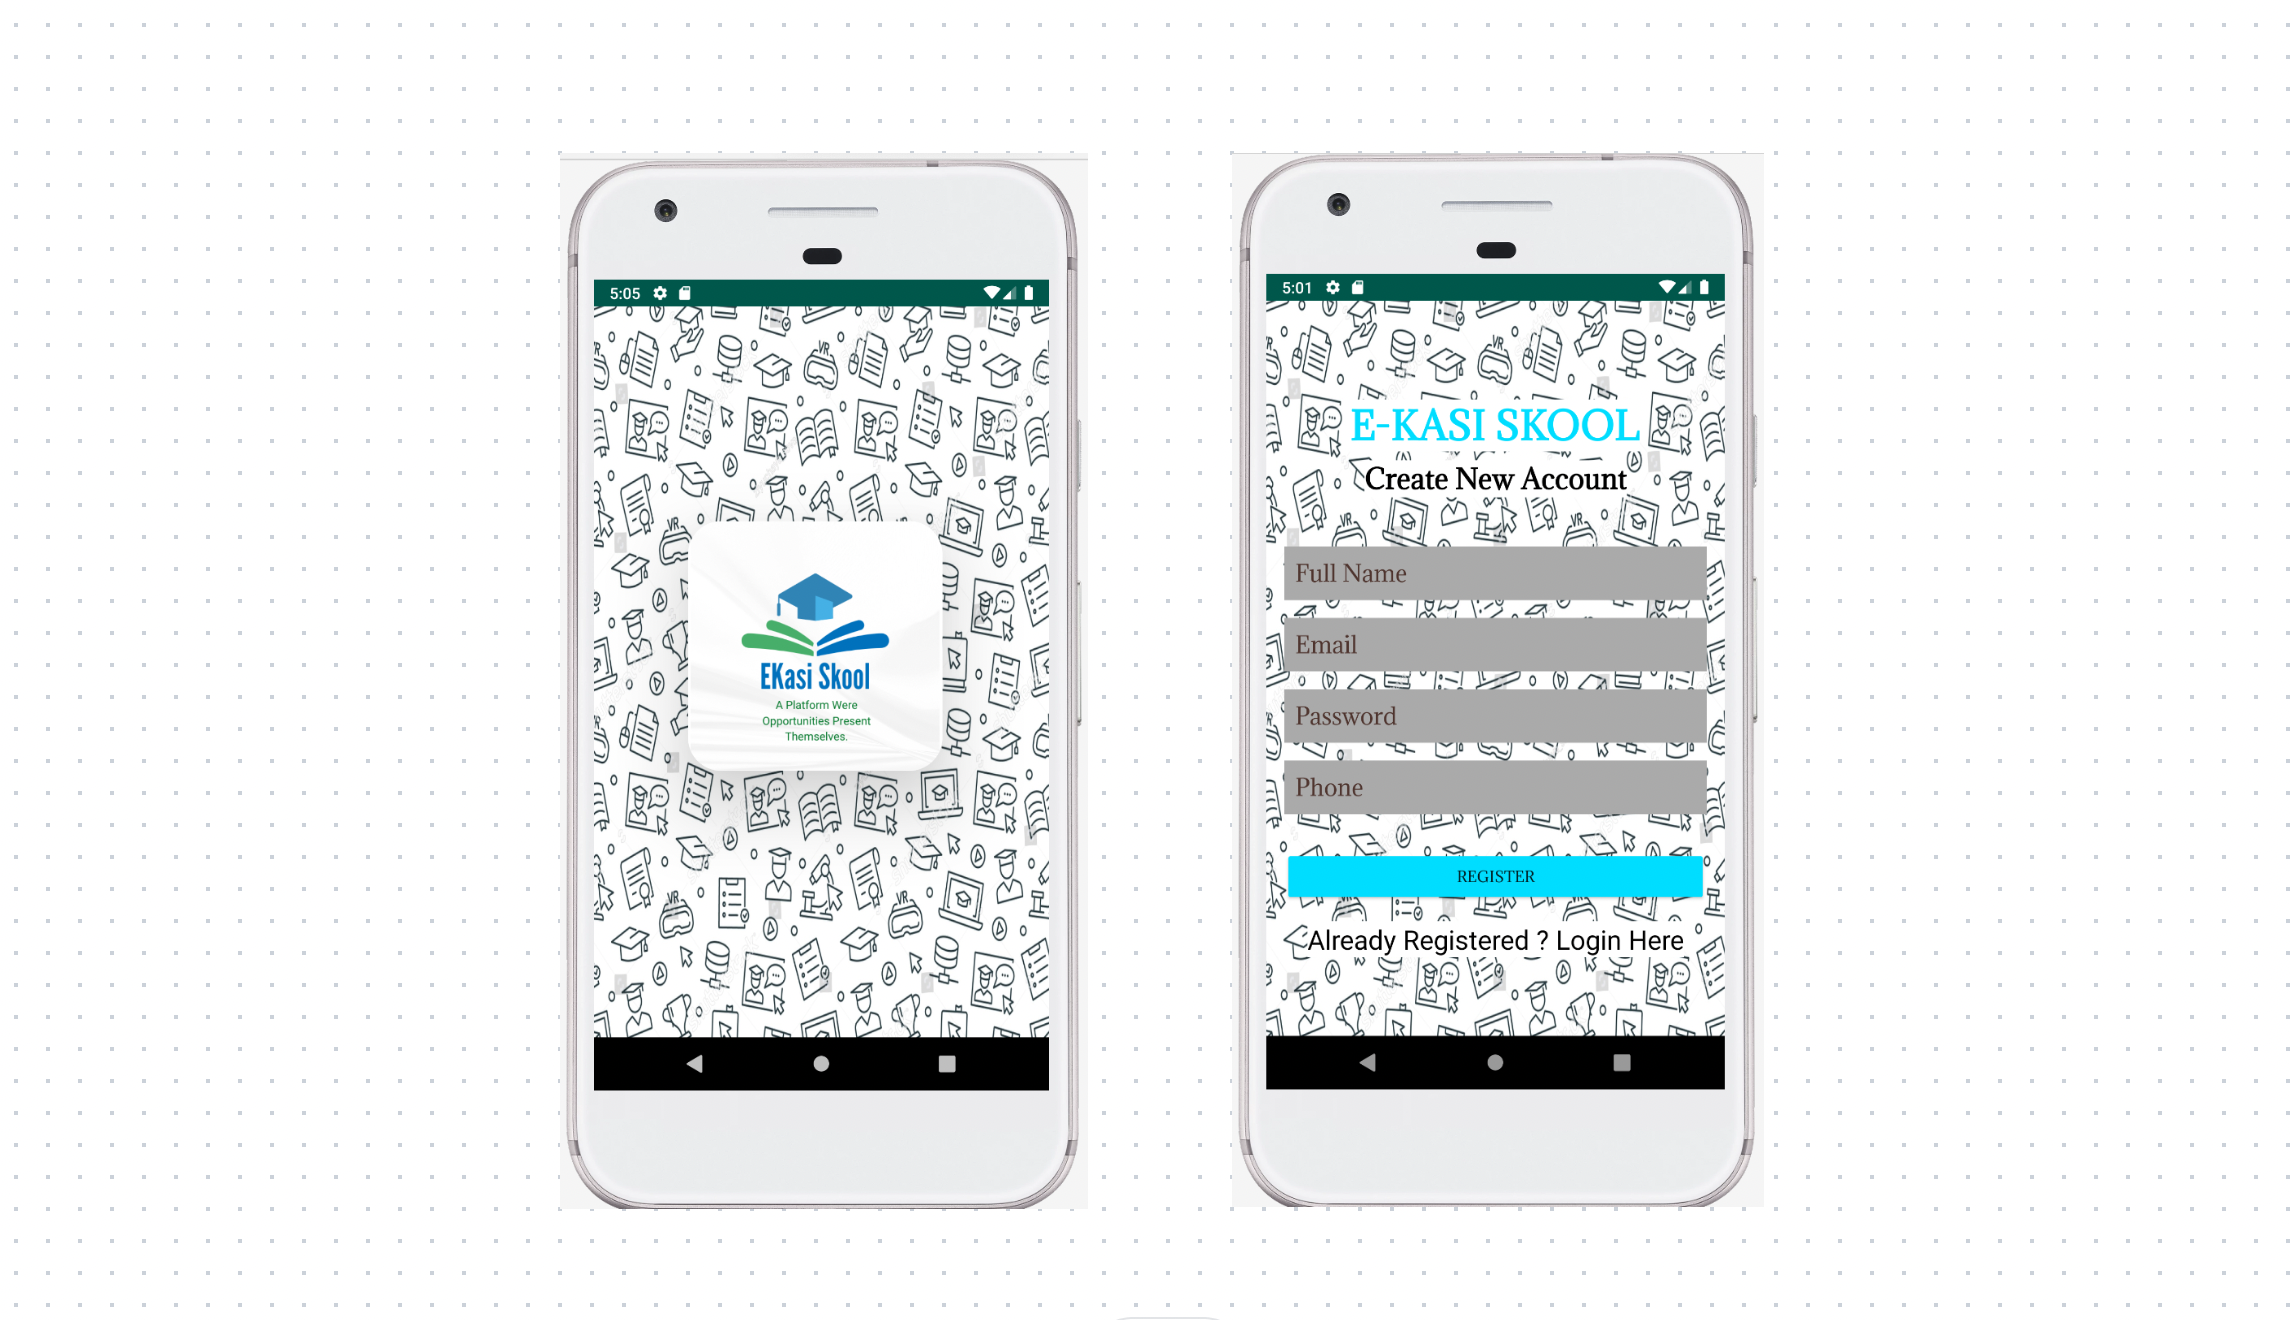 5:05
EKasi Skool
A Platform Were
Opportunities Present
Themselves.
5:01
E-KASI SKOOL
Create New Account
Full Name
Email
Password
Phone
REGISTER
Already Registered ? Login Here